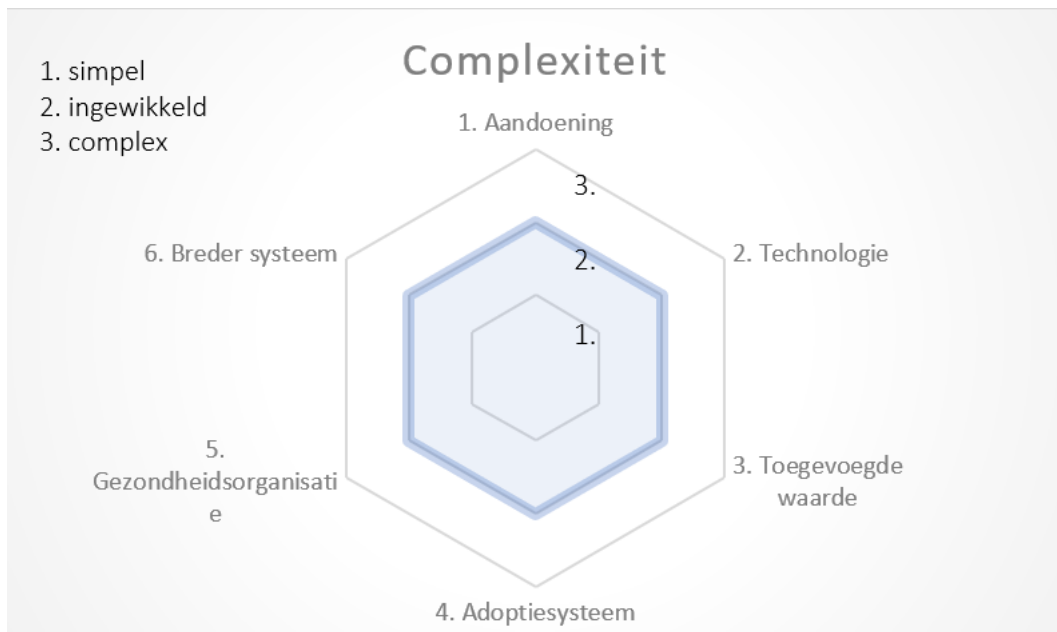 1. simpel
2. ingewikkeld
3. complex
Complexiteit
1. Aandoening
3.
6. Breder systeem
2. Technologie
2.
1.
5.
Gezondheidsorganisati
e
3. Toegevoegde
waarde
4. Adoptiesysteem